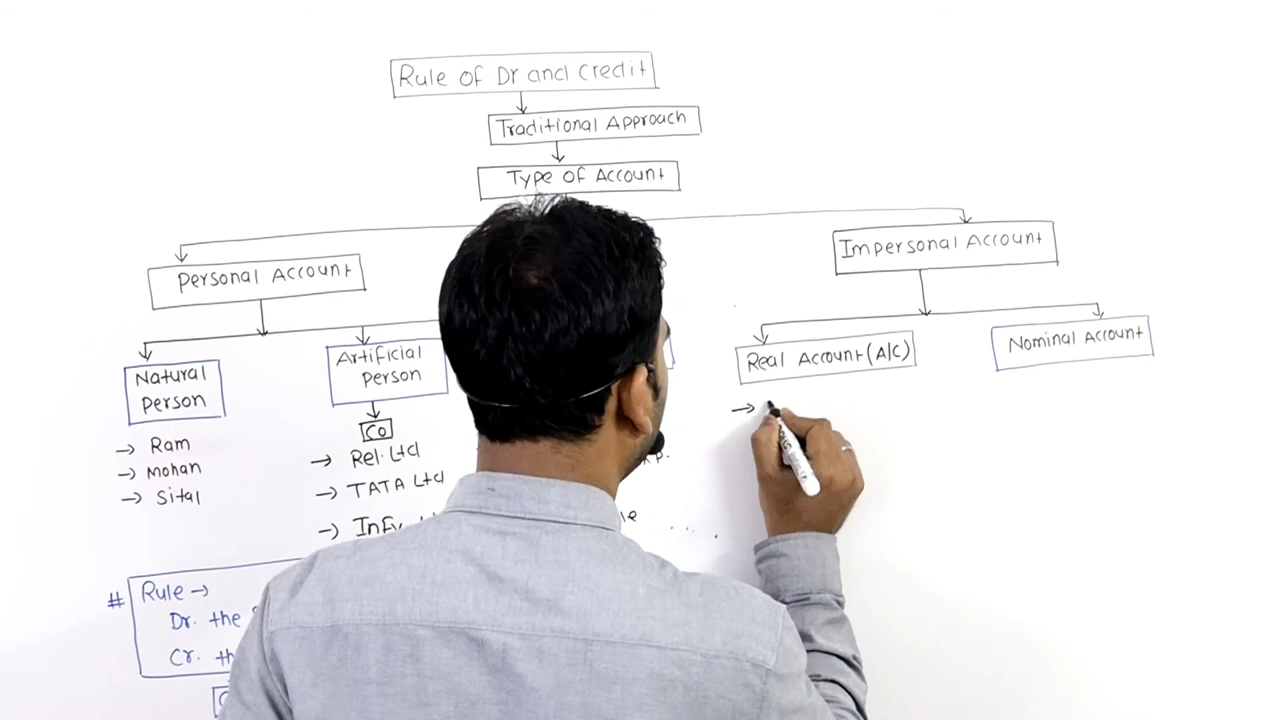 Rule of Dr and Credit
Traditional Approach
Type of Account
Personal Account
Impersonal Account
Natural
Person
Artificial
Person
Real Account (A/C)
Nominal Account
→ Ram
→ Mohan
→ Sital
Co
→ Rel. Ltd
→ TATA Ltd
→ Infy
→
# Rule →
Dr. the
Cr.